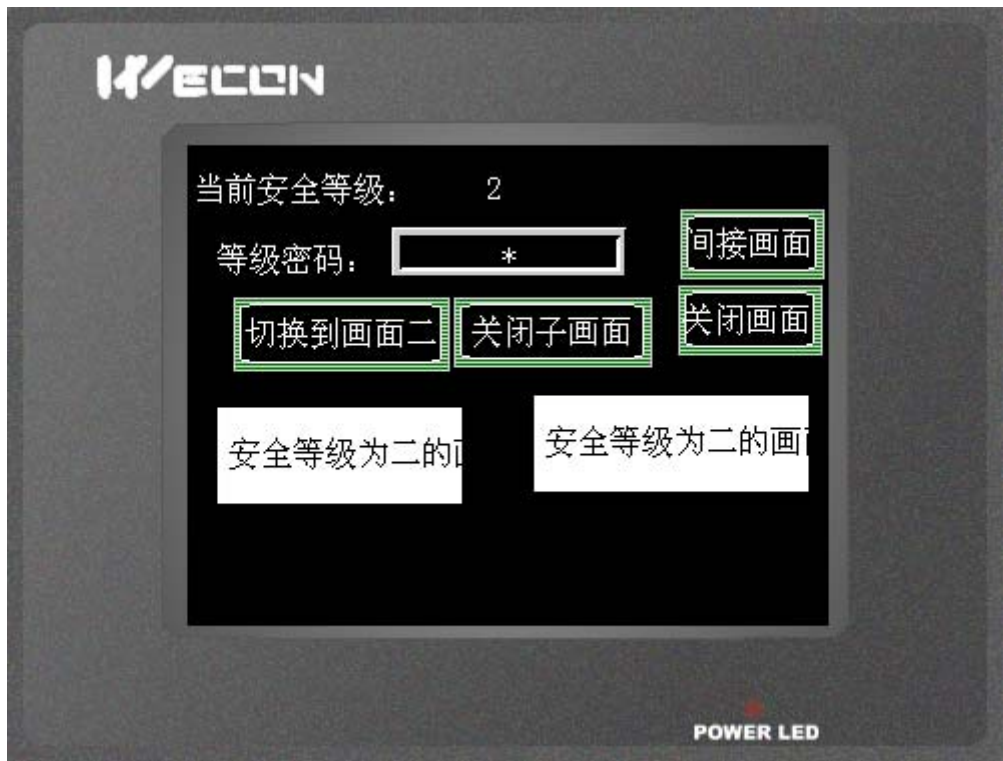 WECON
当前安全等级： 2
等级密码： *
间接画面
切换到画面二
关闭子画面
关闭画面
安全等级为二的
安全等级为二的画
POWER LED